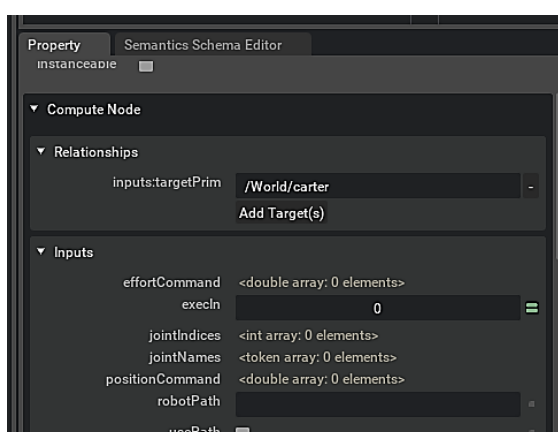 Property Semantics Schema Editor
Instanceable
Compute Node
Relationships
inputs:targetPrim /World/carter -
Add Target(s)
Inputs
effortCommand <double array: 0 elements>
execIn 0
jointIndices <int array: 0 elements>
jointNames <token array: 0 elements>
positionCommand <double array: 0 elements>
robotPath
usePath